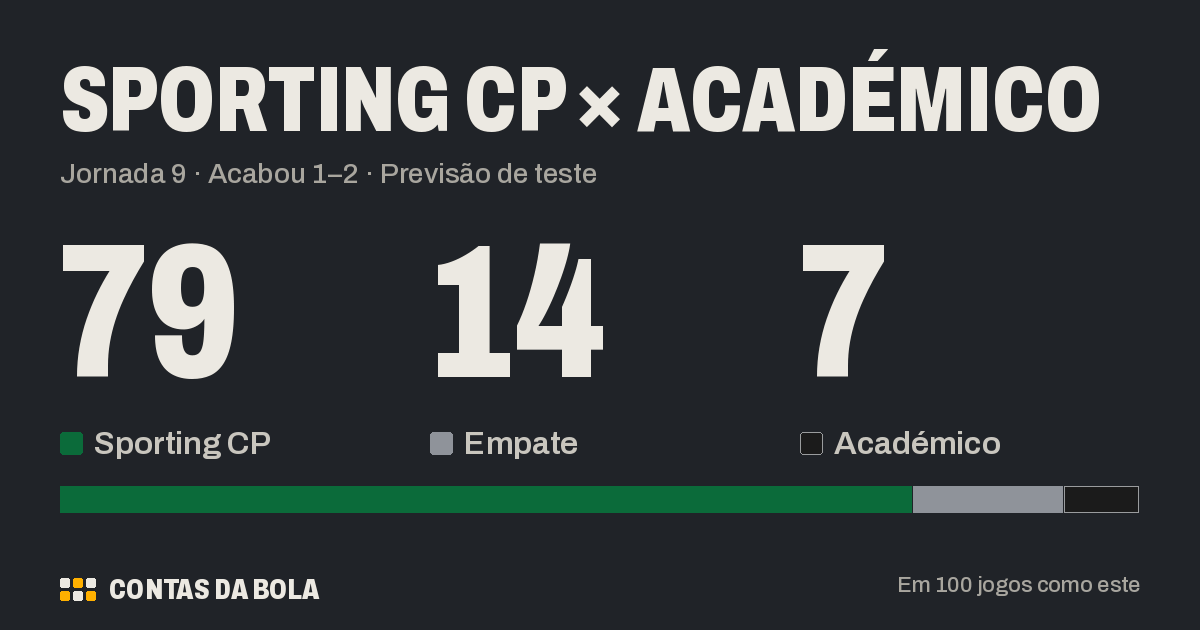 SPORTING CP × ACADÉMICO
Jornada 9 · Acabou 1–2 · Previsão de teste
79 14 7
Sporting CP Empate Académico
CONTAS DA BOLA
Em 100 jogos como este